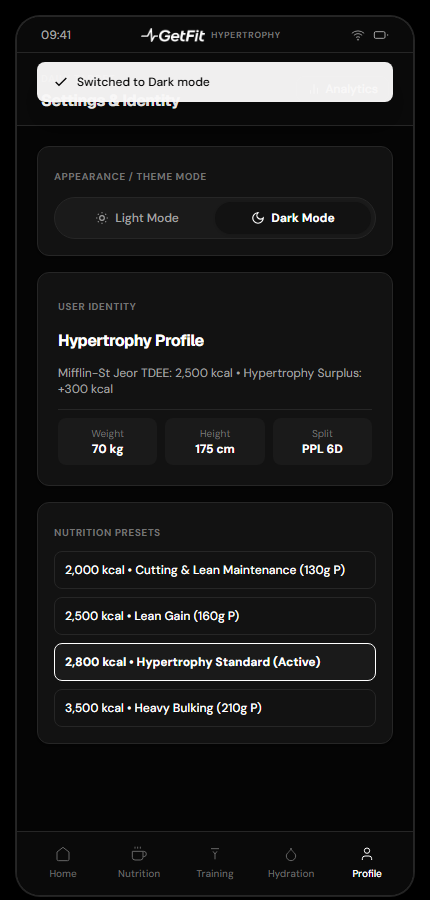 09:41
GetFit HYPERTROPHY
Switched to Dark mode
Analytics
Settings & Identity
APPEARANCE / THEME MODE
Light Mode
Dark Mode
USER IDENTITY
Hypertrophy Profile
Mifflin-St Jeor TDEE: 2,500 kcal • Hypertrophy Surplus:
+300 kcal
Weight
70 kg
Height
175 cm
Split
PPL 6D
NUTRITION PRESETS
2,000 kcal • Cutting & Lean Maintenance (130g P)
2,500 kcal • Lean Gain (160g P)
2,800 kcal • Hypertrophy Standard (Active)
3,500 kcal • Heavy Bulking (210g P)
Home
Nutrition
Training
Hydration
Profile